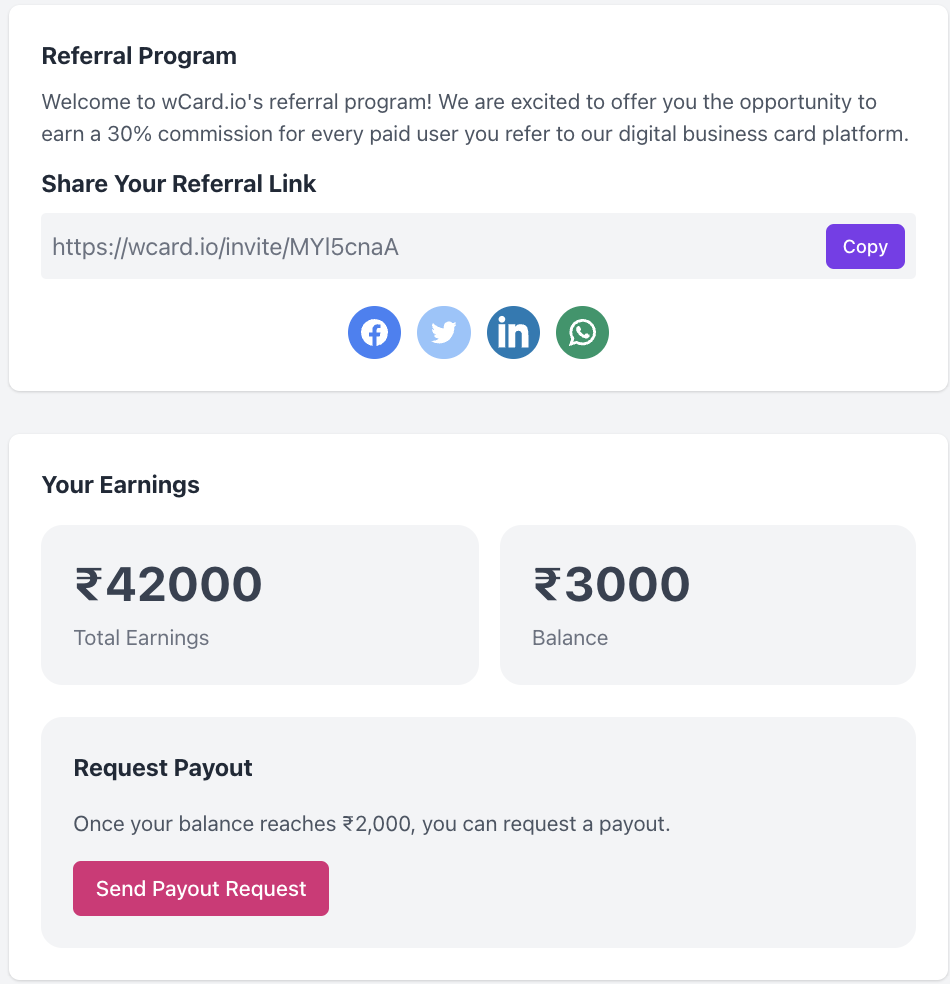 Referral Program
Welcome to wCard.io's referral program! We are excited to offer you the opportunity to
earn a 30% commission for every paid user you refer to our digital business card platform.
Share Your Referral Link
https://wcard.io/invite/MYl5cnaA
Copy
Your Earnings
₹42000
Total Earnings
₹3000
Balance
Request Payout
Once your balance reaches ₹2,000, you can request a payout.
Send Payout Request